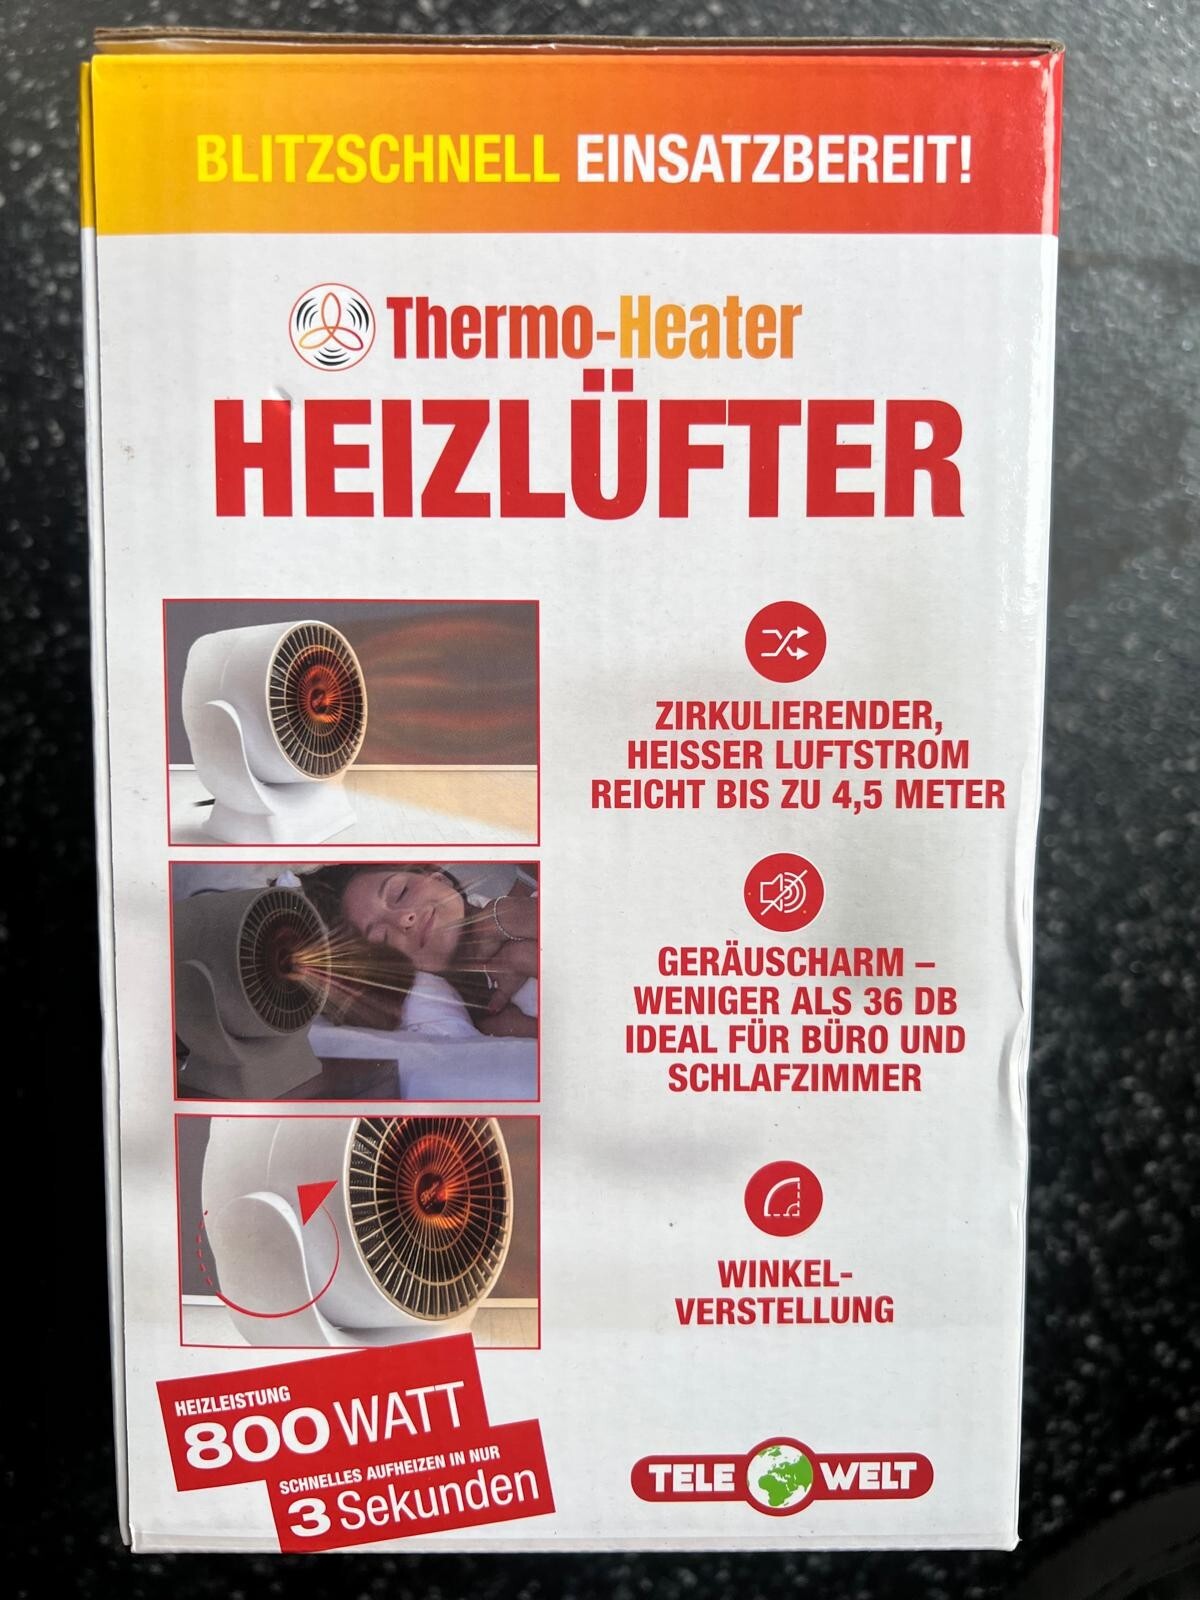 BLITZSCHNELL EINSATZBEREIT!
Thermo-Heater
HEIZLÜFTER
ZIRKULIERENDER,
HEISSER LUFTSTROM
REICHT BIS ZU 4,5 METER
GERÄUSCHARM –
WENIGER ALS 36 DB
IDEAL FÜR BÜRO UND
SCHLAFZIMMER
WINKEL-
VERSTELLUNG
HEIZLEISTUNG
800 WATT
SCHNELLES AUFHEIZEN IN NUR
3 Sekunden
TELE WELT